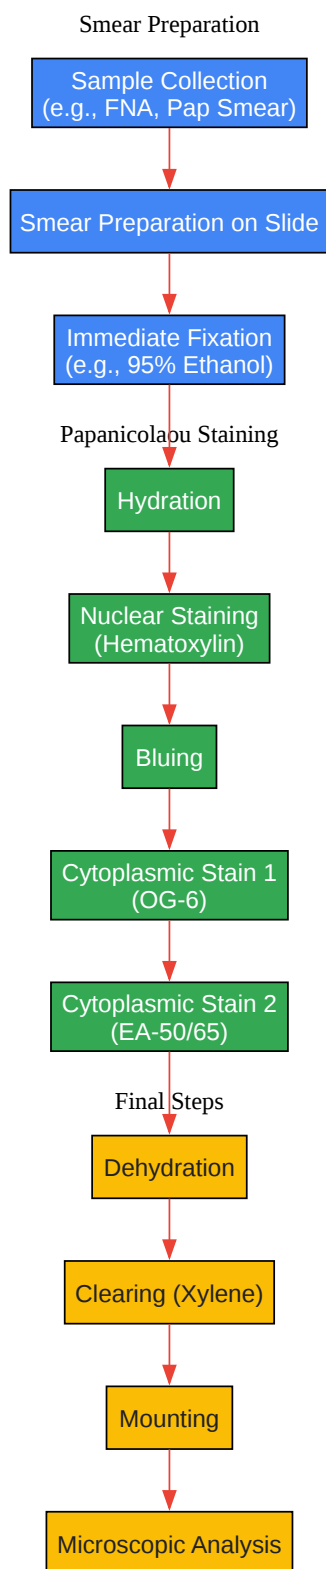 Smear Preparation
Sample Collection
(e.g., FNA, Pap Smear)
Smear Preparation on Slide
Immediate Fixation
(e.g., 95% Ethanol)
Papanicolaou Staining
Hydration
Nuclear Staining
(Hematoxylin)
Bluing
Cytoplasmic Stain 1
(OG-6)
Cytoplasmic Stain 2
(EA-50/65)
Final Steps
Dehydration
Clearing (Xylene)
Mounting
Microscopic Analysis